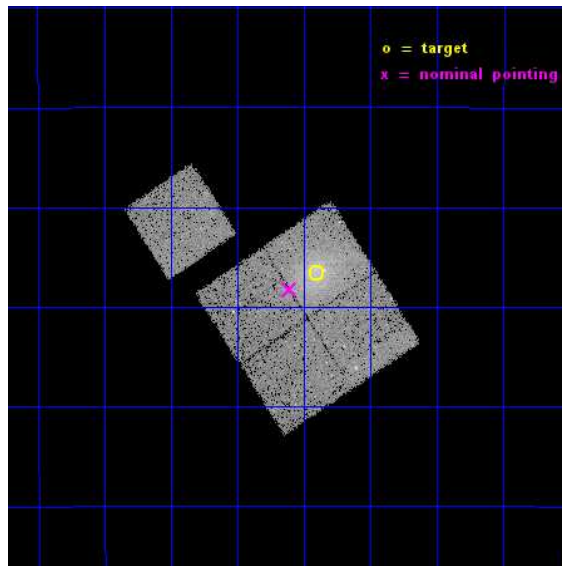 o = target
x = nominal pointing